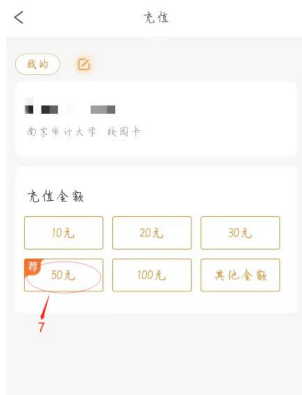 充值
我的
南京审计大学 校园卡
充值金额
10元 20元 30元
荐
50元 100元 其他金额
7